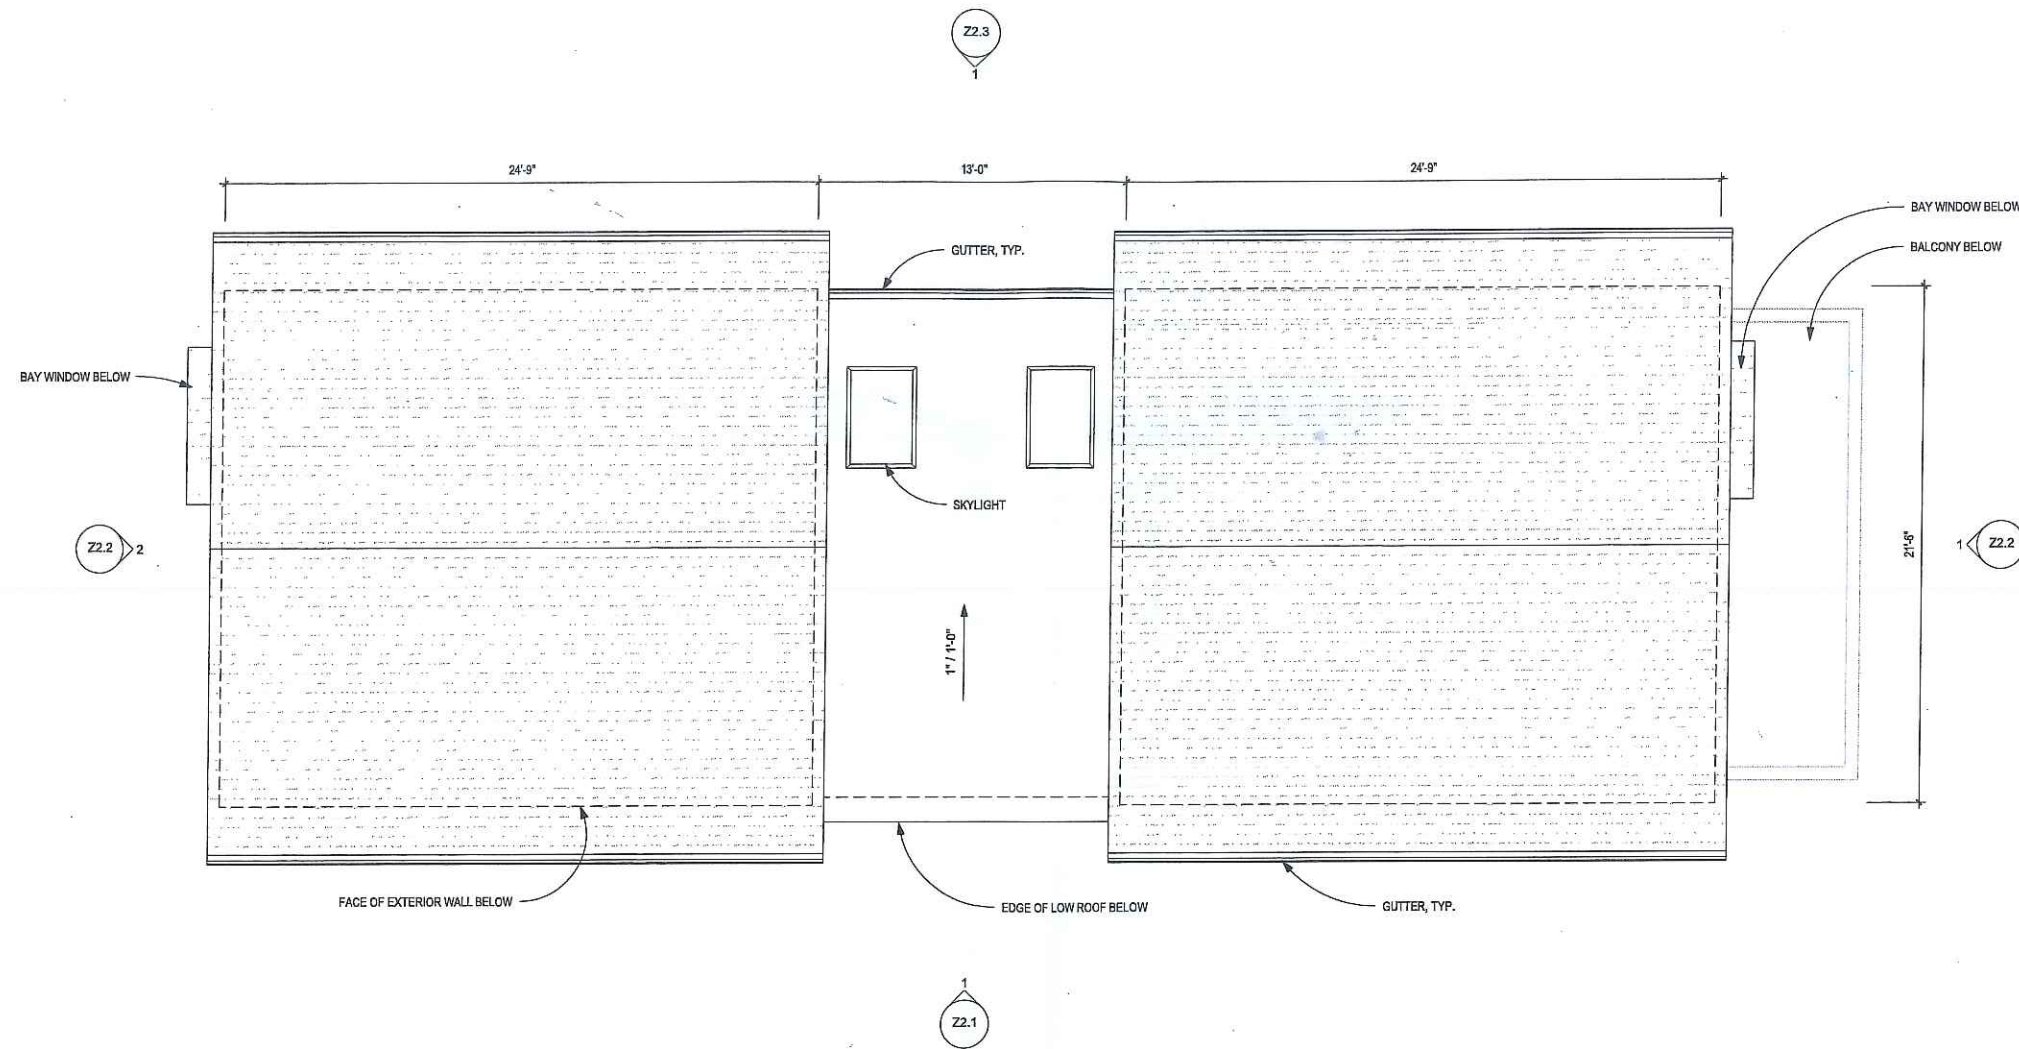 Z2.3
1
24'-9"
13'-0"
24'-9"
BAY WINDOW BELOW
BALCONY BELOW
GUTTER, TYP.
BAY WINDOW BELOW
SKYLIGHT
Z2.2
2
21'-6"
1
Z2.2
1" / 1'-0"
FACE OF EXTERIOR WALL BELOW
EDGE OF LOW ROOF BELOW
GUTTER, TYP.
1
Z2.1